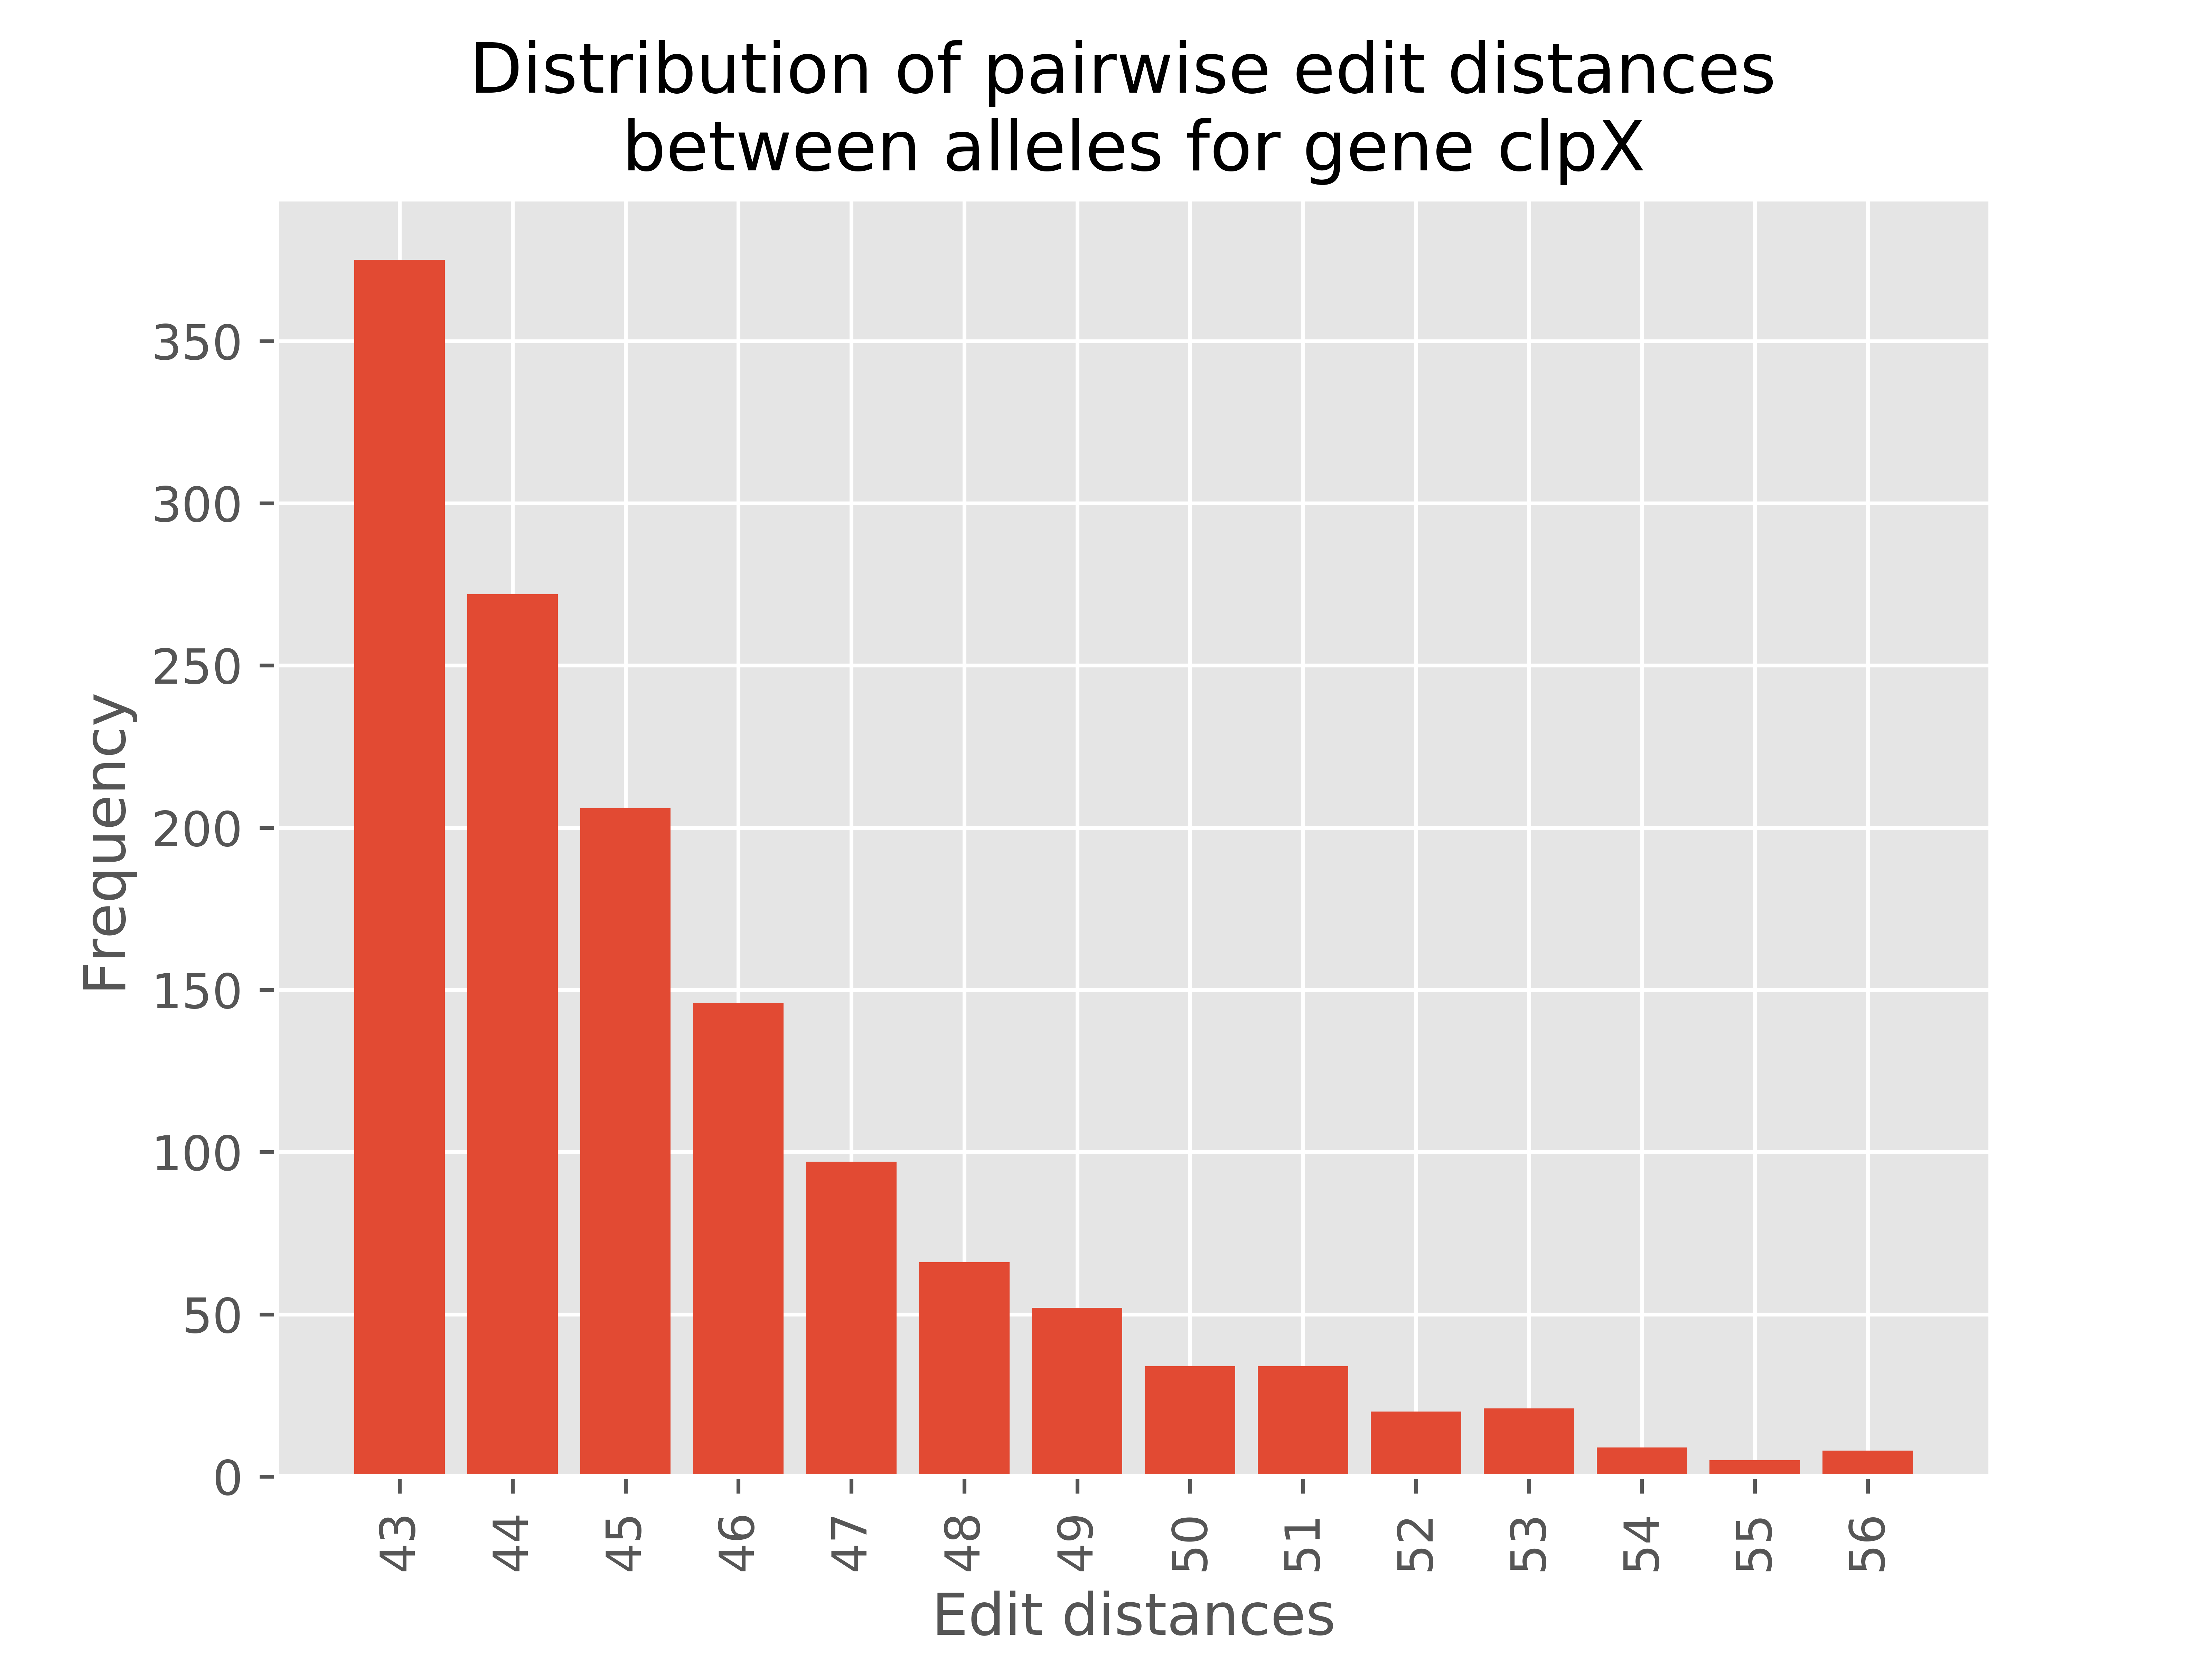 Distribution of pairwise edit distances
between alleles for gene clpX
Frequency
350
300
250
200
150
100
50
0
43 44 45 46 47 48 49 50 51 52 53 54 55 56
Edit distances